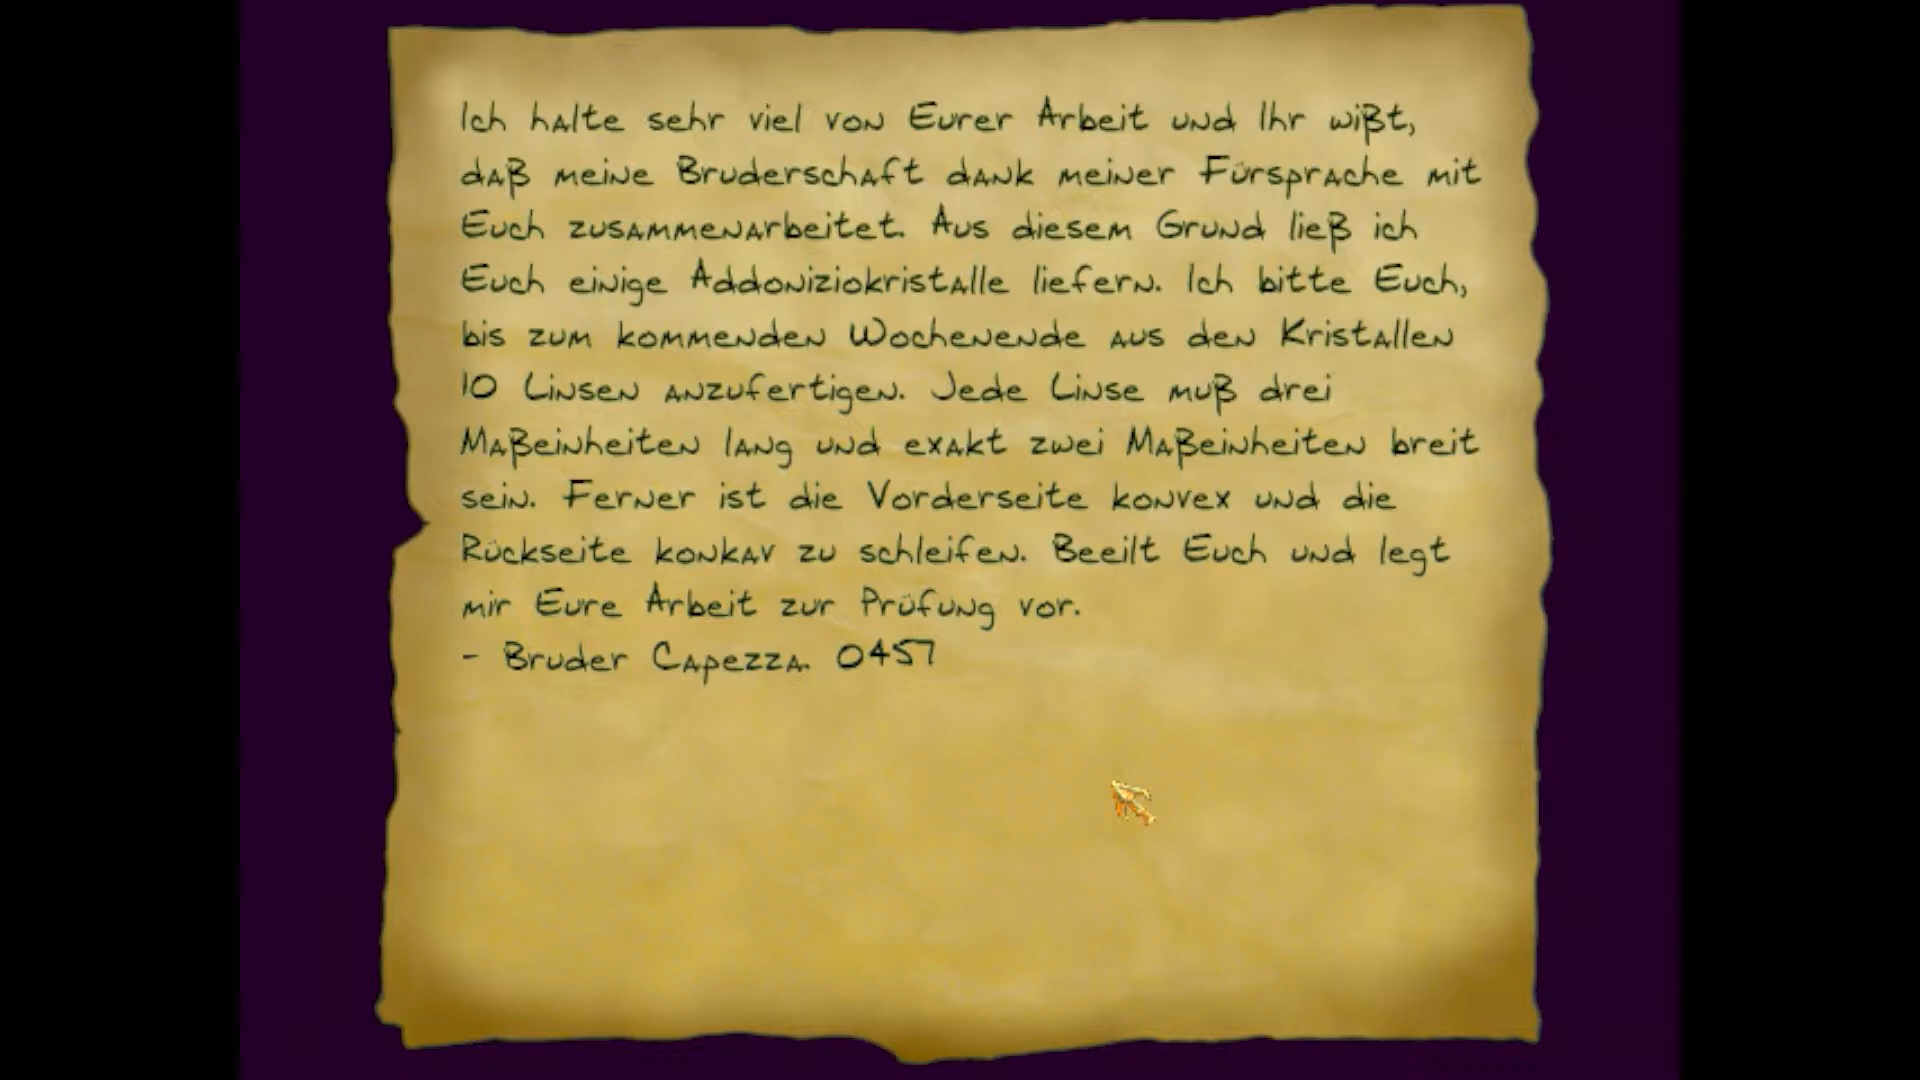 Ich halte sehr viel von Eurer Arbeit und Ihr wißt,
daß meine Bruderschaft dank meiner Fürsprache mit
Euch zusammenarbeitet. Aus diesem Grund ließ ich
Euch einige Addoniziokristalle liefern. Ich bitte Euch,
bis zum kommenden Wochenende aus den Kristallen
10 Linsen anzufertigen. Jede Linse muß drei
Maßeinheiten lang und exakt zwei Maßeinheiten breit
sein. Ferner ist die Vorderseite konvex und die
Rückseite konkav zu schleifen. Beeilt Euch und legt
mir Eure Arbeit zur Prüfung vor.
- Bruder Capezza. 0457